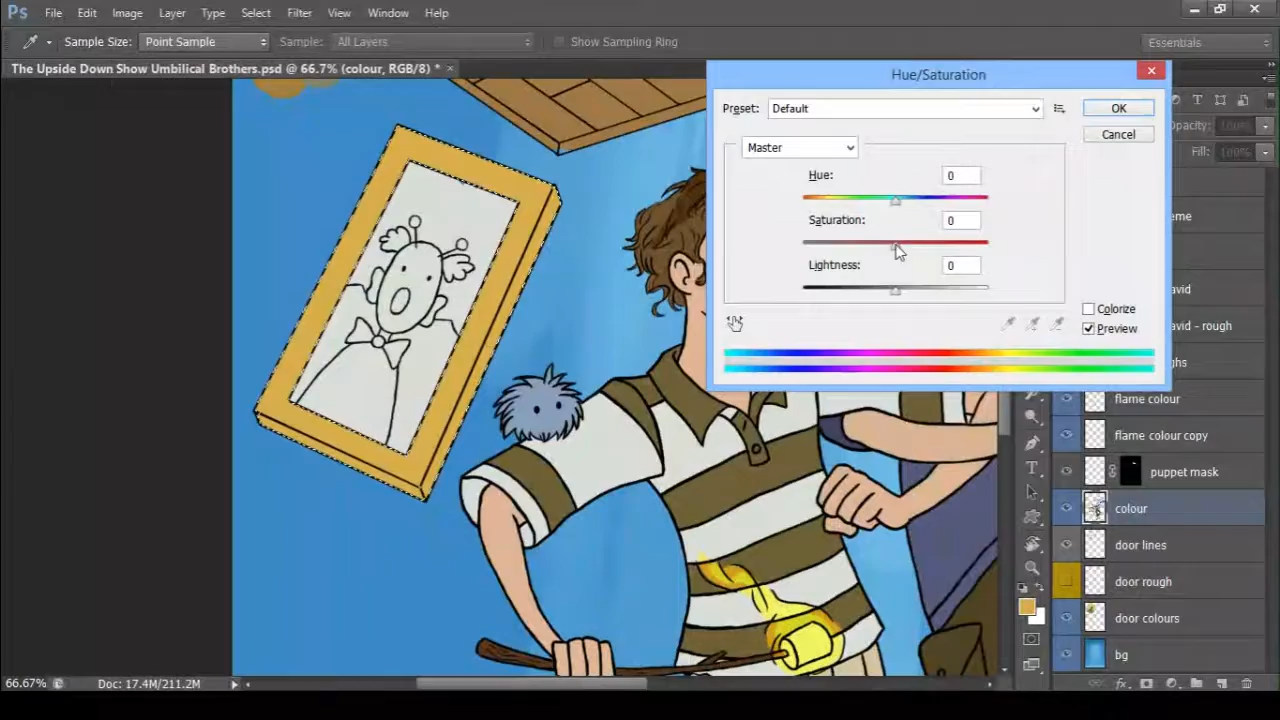 Ps File Edit Image Layer Type Select Filter View Window Help
Sample Size: Point Sample Sample: All Layers Show Sampling Ring Essentials
The Upside Down Show Umbilical Brothers.psd @ 66.7% (colour, RGB/8) * ×
Hue/Saturation
Preset: Default OK
Cancel
Master
Hue: 0
Saturation: 0
Lightness: 0
Colorize
Preview
Opacity: 100%
Fill: 100%
eme
avid
avid - rough
ghs
flame colour
flame colour copy
puppet mask
colour
door lines
door rough
door colours
bg
66.67% Doc: 17.4M/211.2M